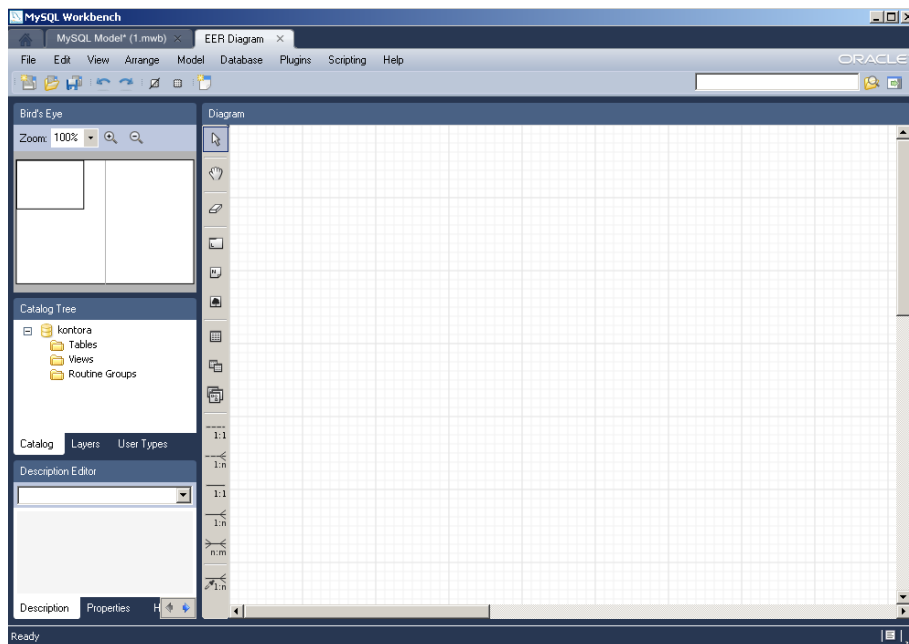 MySQL Workbench
MySQL Model* (1.mwb) EER Diagram
File Edit View Arrange Model Database Plugins Scripting Help
ORACLE
Bird's Eye
Diagram
Zoom: 100%
Catalog Tree
kontora
Tables
Views
Routine Groups
1:1
Catalog Layers User Types
1:n
Description Editor
1:1
1:n
n:m
1:n
Description Properties H
Ready